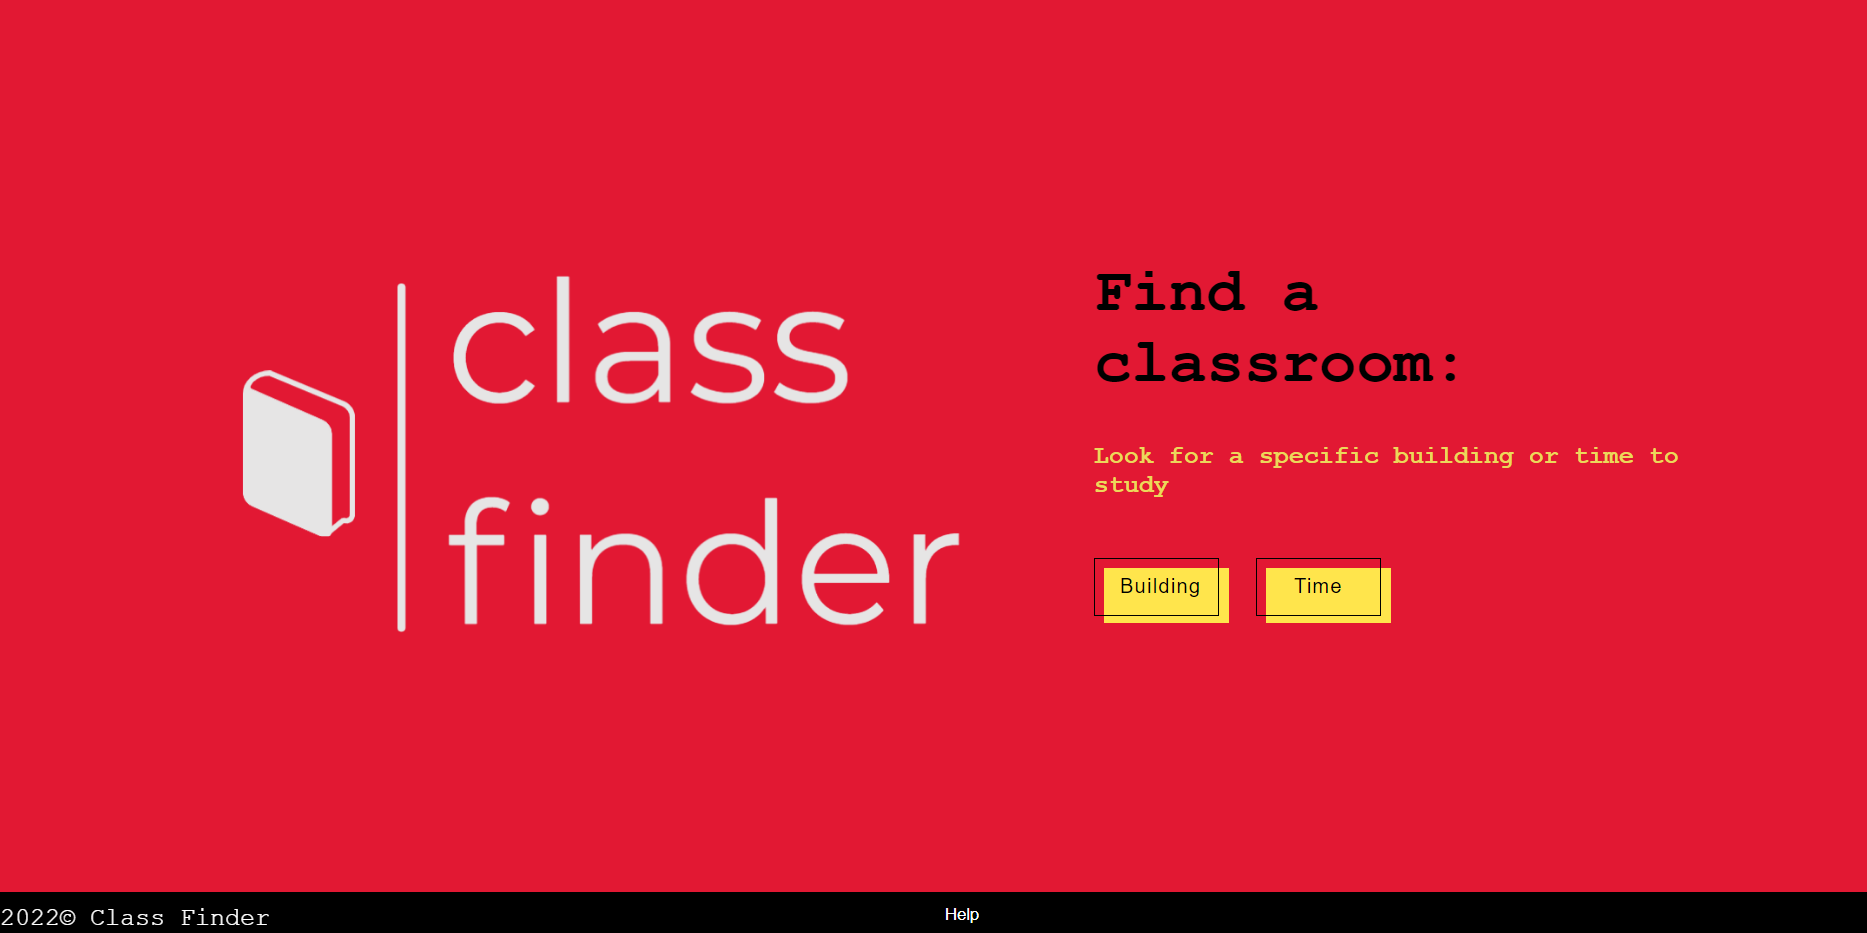 class
finder
Find a
classroom:
Look for a specific building or time to
study
Building
Time
2022© Class Finder
Help